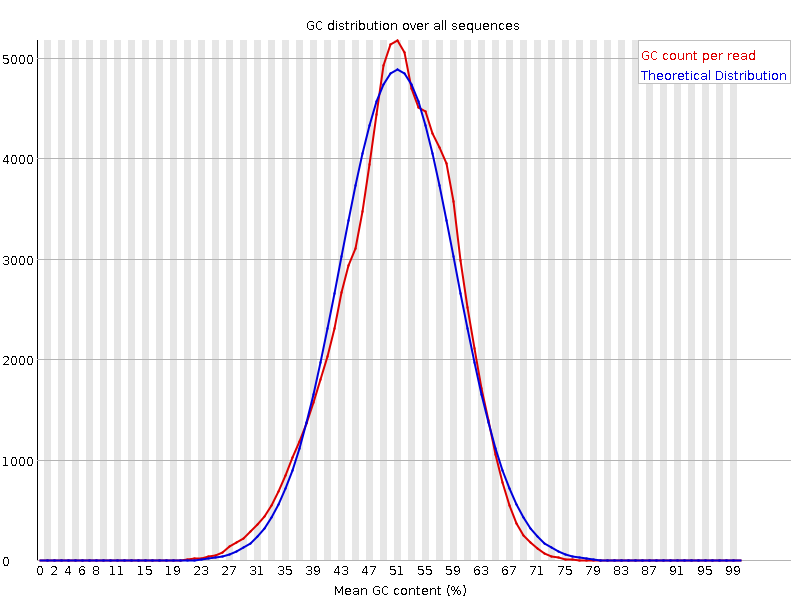 GC distribution over all sequences
GC count per read
Theoretical Distribution
5000
4000
3000
2000
1000
0
0 2 4 6 8 11 15 19 23 27 31 35 39 43 47 51 55 59 63 67 71 75 79 83 87 91 95 99
Mean GC content (%)